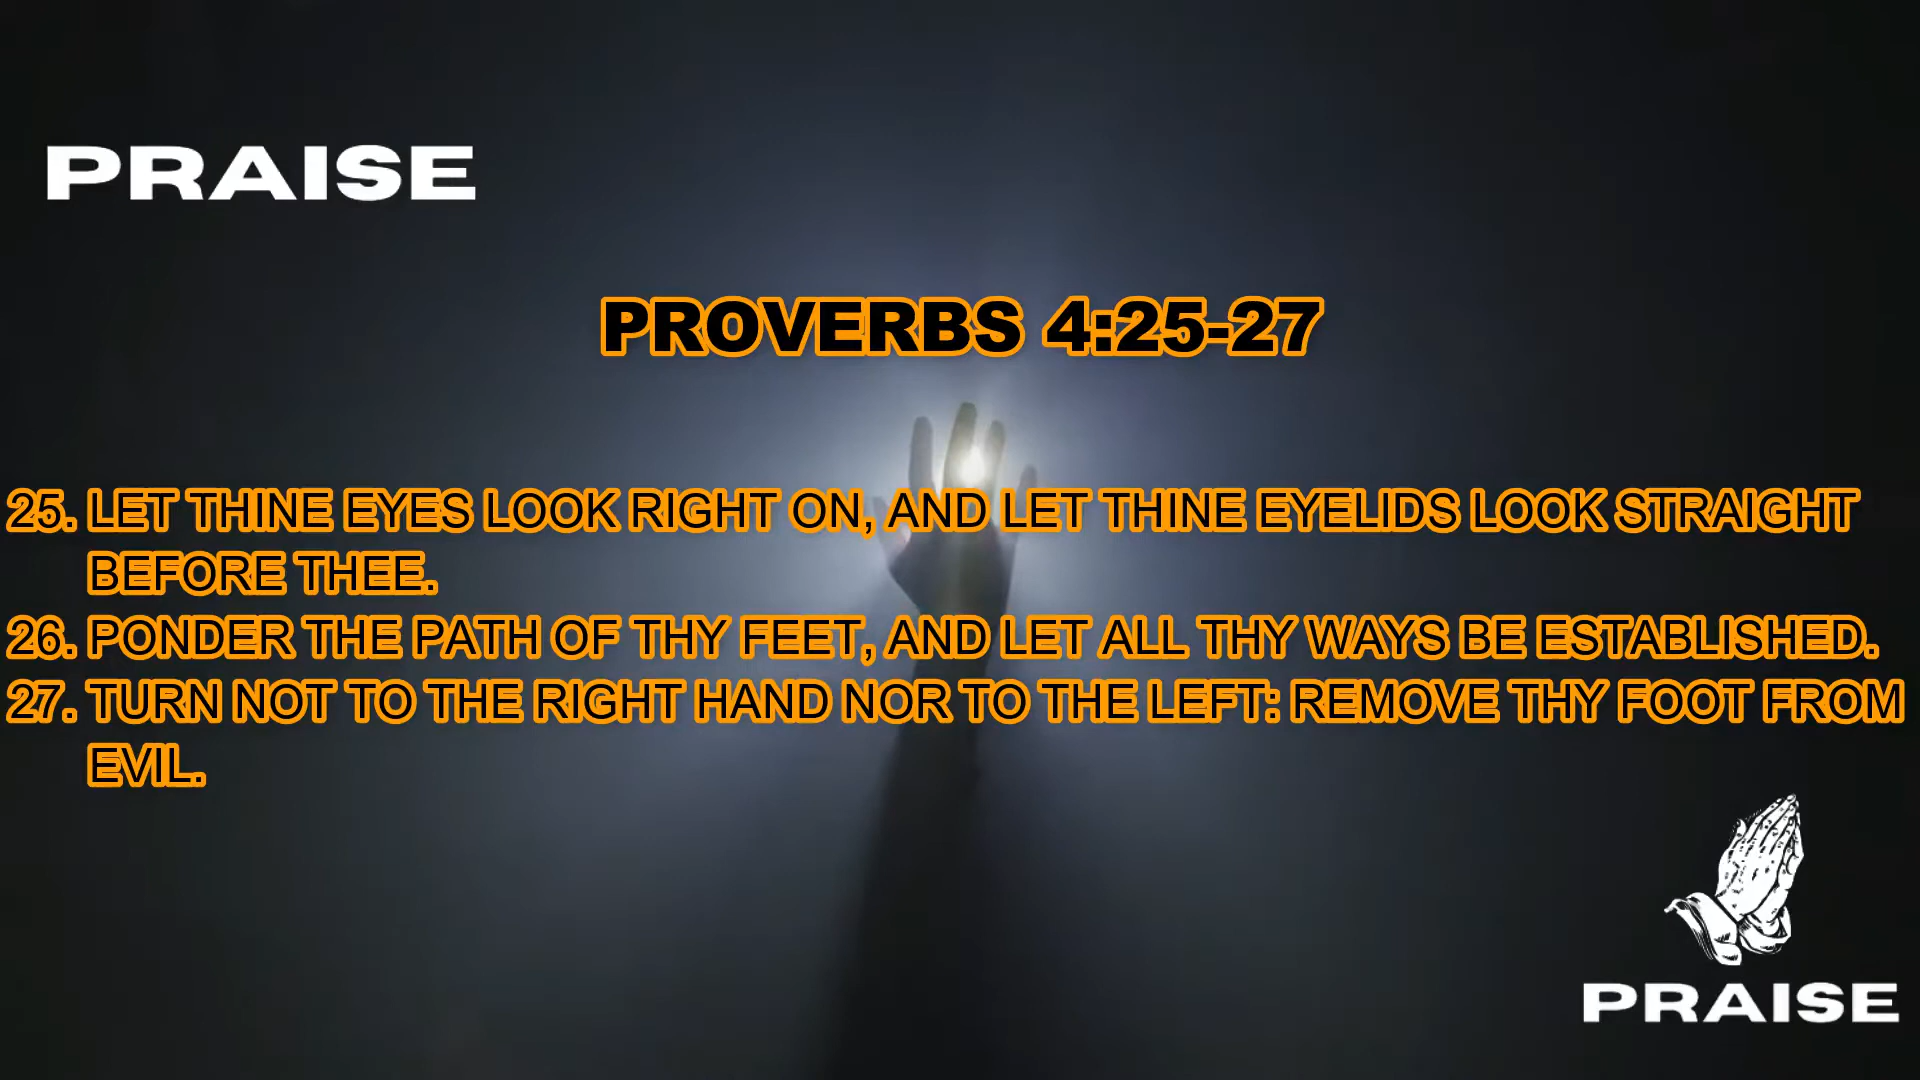 PRAISE
PROVERBS 4:25-27
25. LET THINE EYES LOOK RIGHT ON, AND LET THINE EYELIDS LOOK STRAIGHT
BEFORE THEE.
26. PONDER THE PATH OF THY FEET, AND LET ALL THY WAYS BE ESTABLISHED.
27. TURN NOT TO THE RIGHT HAND NOR TO THE LEFT: REMOVE THY FOOT FROM
EVIL.
PRAISE